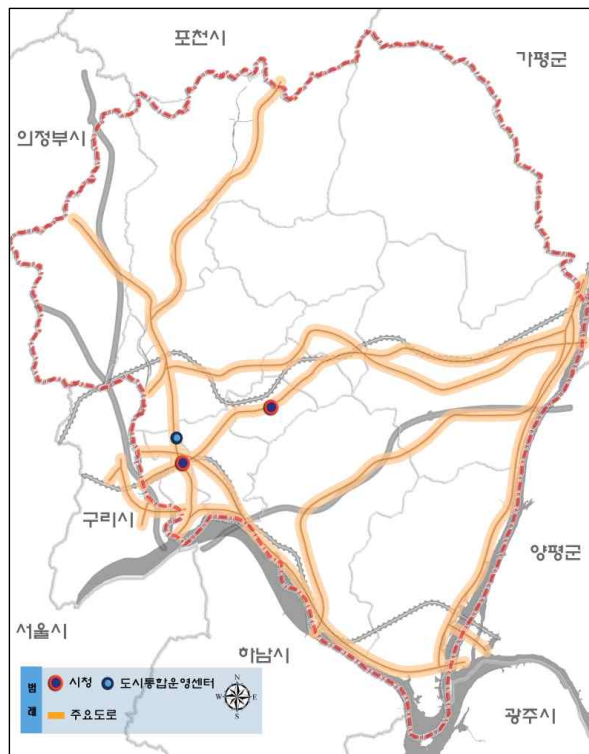 포천시
가평군
의정부시
구리시
양평군
서울시
하남시
광주시
범례
시청 도시통합운영센터
주요도로
N
W E
S